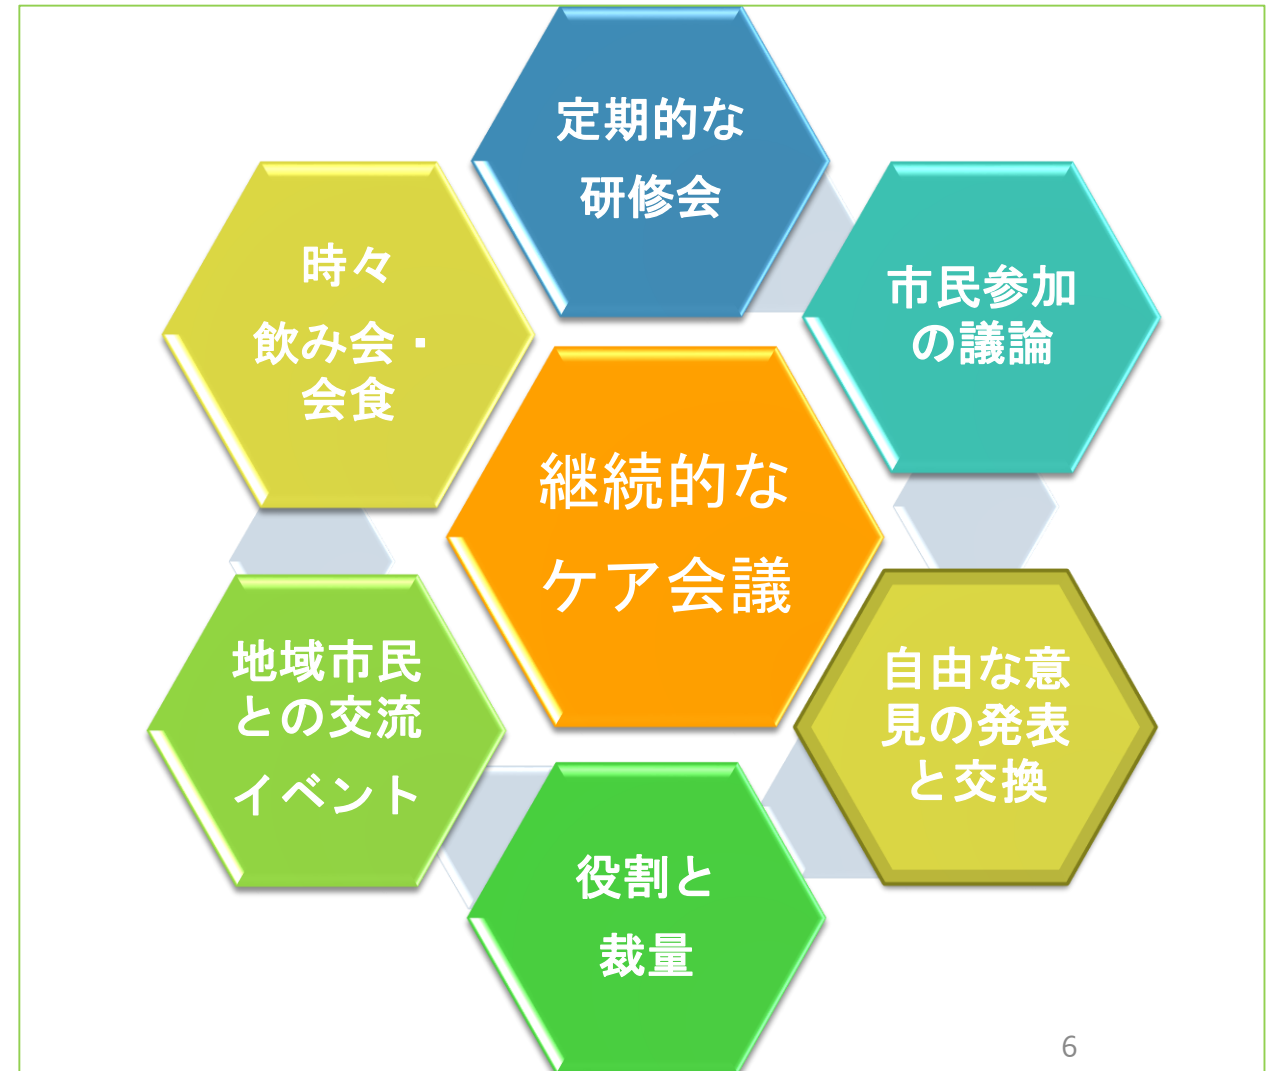 定期的な
研修会
市民参加
の議論
自由な意
見の発表
と交換
役割と
裁量
地域市民
との交流
イベント
時々
飲み会・
会食
継続的な
ケア会議
6